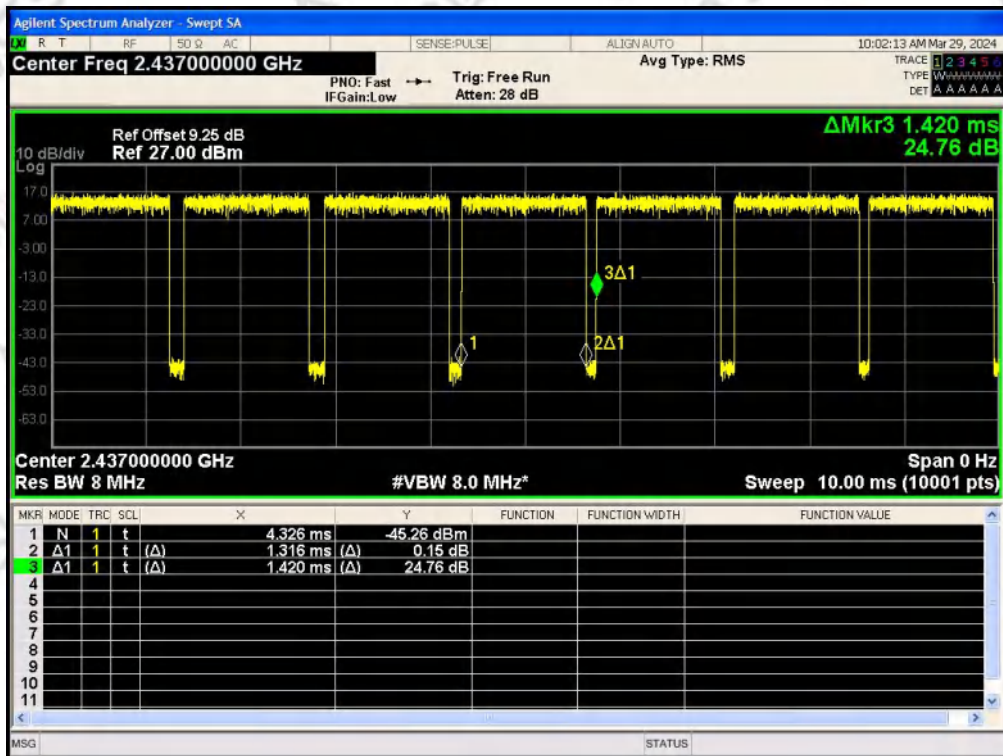 Agilent Spectrum Analyzer - Swept SA
LXI R T RF 50 Ω AC SENSE:PULSE ALIGN AUTO 10:02:13 AM Mar 29, 2024
Center Freq 2.437000000 GHz
Avg Type: RMS
TRACE 1 2 3 4 5 6
TYPE W
DET A A A A A A
PNO: Fast
IFGain:Low
Trig: Free Run
Atten: 28 dB
ΔMkr3 1.420 ms
24.76 dB
Ref Offset 9.25 dB
10 dB/div Ref 27.00 dBm
Log
17.0
7.00
-3.00
-13.0
-23.0
-33.0
-43.0
-53.0
-63.0
3Δ1
1
2Δ1
Center 2.437000000 GHz Span 0 Hz
Res BW 8 MHz #VBW 8.0 MHz* Sweep 10.00 ms (10001 pts)
MKR MODE TRC SCL X Y FUNCTION FUNCTION WIDTH FUNCTION VALUE
1 N 1 t 4.326 ms -45.26 dBm
2 Δ1 1 t (Δ) 1.316 ms (Δ) 0.15 dB
3 Δ1 1 t (Δ) 1.420 ms (Δ) 24.76 dB
4
5
6
7
8
9
10
11
MSG STATUS